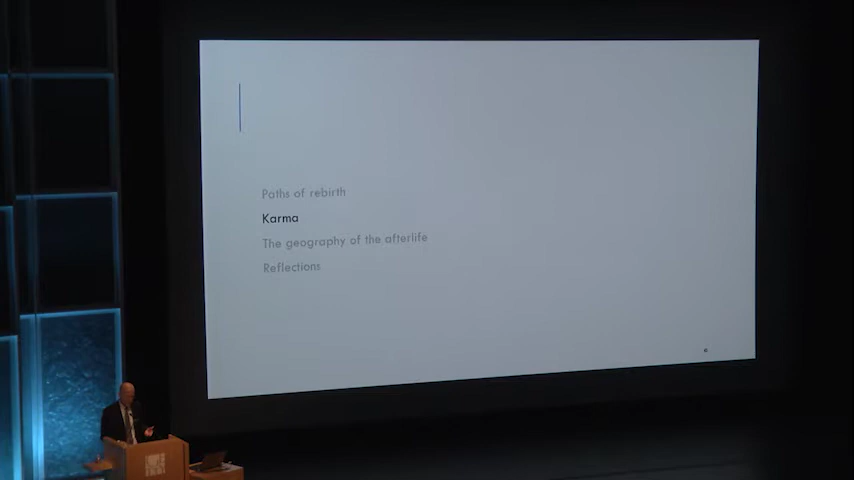 Paths of rebirth
Karma
The geography of the afterlife
Reflections